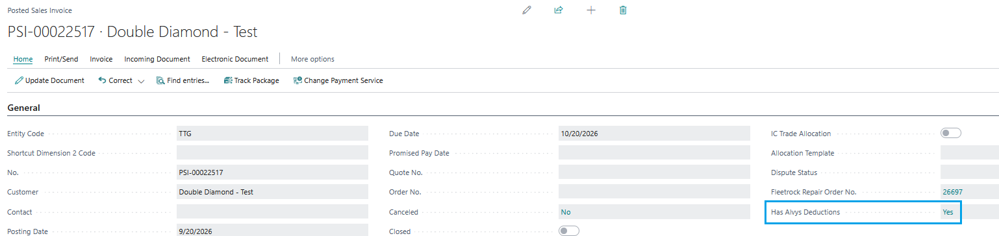 Posted Sales Invoice
PSI-00022517 · Double Diamond - Test
Home Print/Send Invoice Incoming Document Electronic Document More options
Update Document Correct Find entries... Track Package Change Payment Service
General
Entity Code TTG Due Date 10/20/2026 IC Trade Allocation
Shortcut Dimension 2 Code Promised Pay Date Allocation Template
No. PSI-00022517 Quote No. Dispute Status
Customer Double Diamond - Test Order No. Fleetrock Repair Order No. 26697
Contact Canceled No Has Alvys Deductions Yes
Posting Date 9/20/2026 Closed